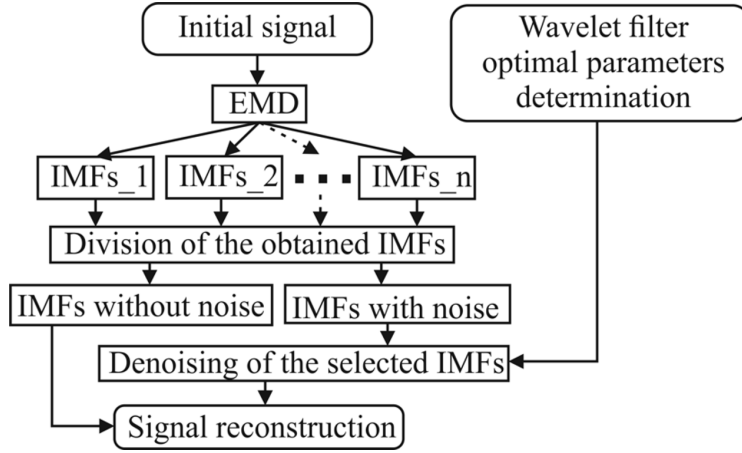 Initial signal
Wavelet filter
optimal parameters
determination
EMD
IMFs_1
IMFs_2
IMFs_n
Division of the obtained IMFs
IMFs without noise
IMFs with noise
Denoising of the selected IMFs
Signal reconstruction